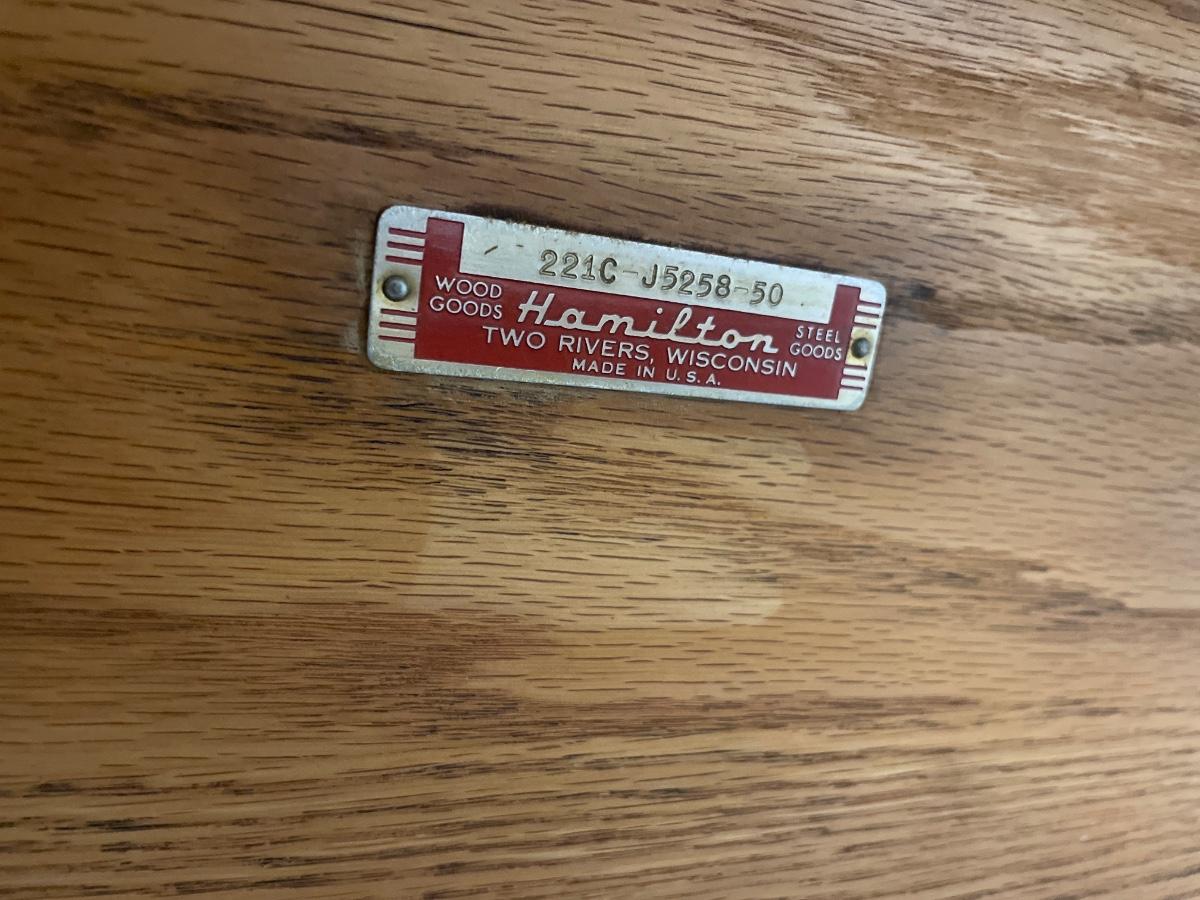 221C-J5258-50
WOOD GOODS Hamilton STEEL GOODS
TWO RIVERS, WISCONSIN
MADE IN U.S.A.